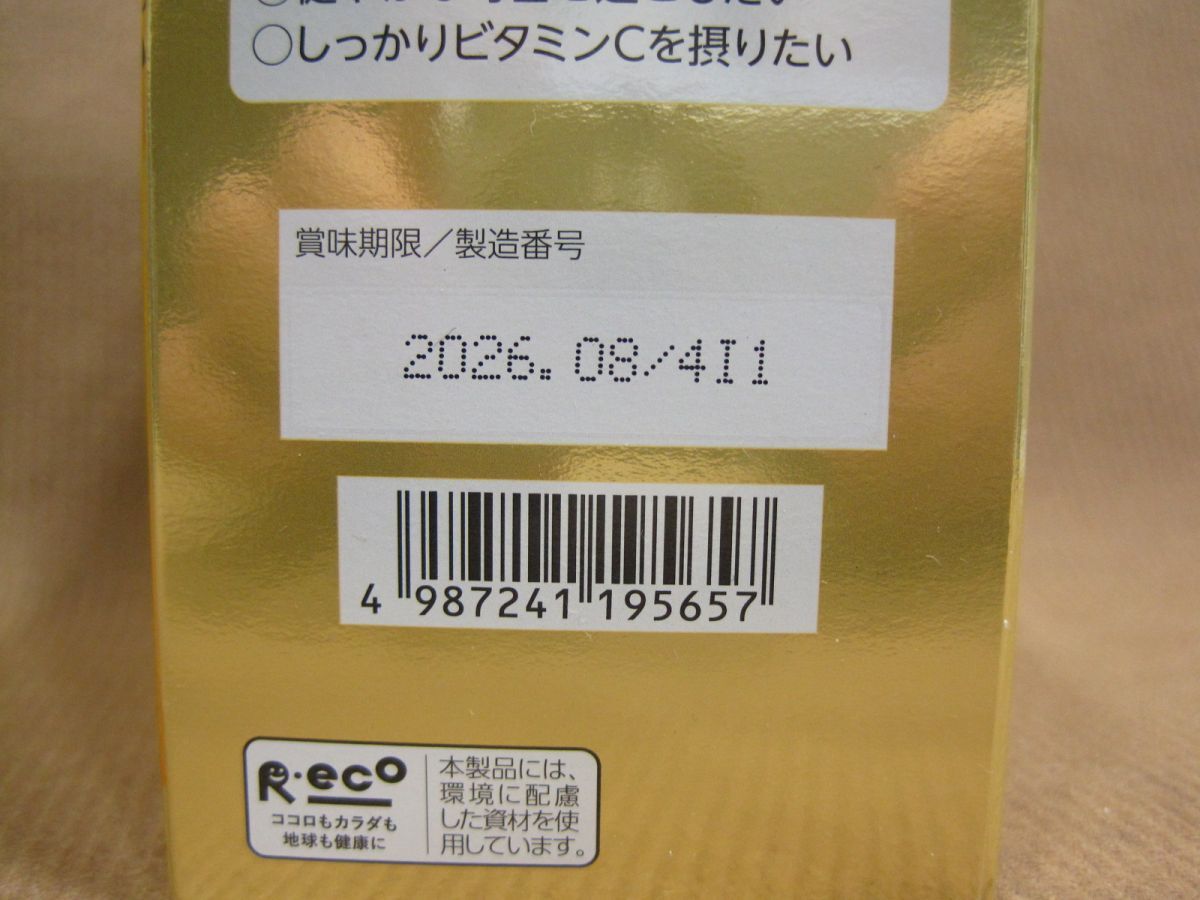 ○しっかりビタミンCを摂りたい
賞味期限／製造番号
2026.08/4I1
4 987241 195657
R・eco
ココロもカラダも
地球も健康に
本製品には、
環境に配慮
した資材を使
用しています。